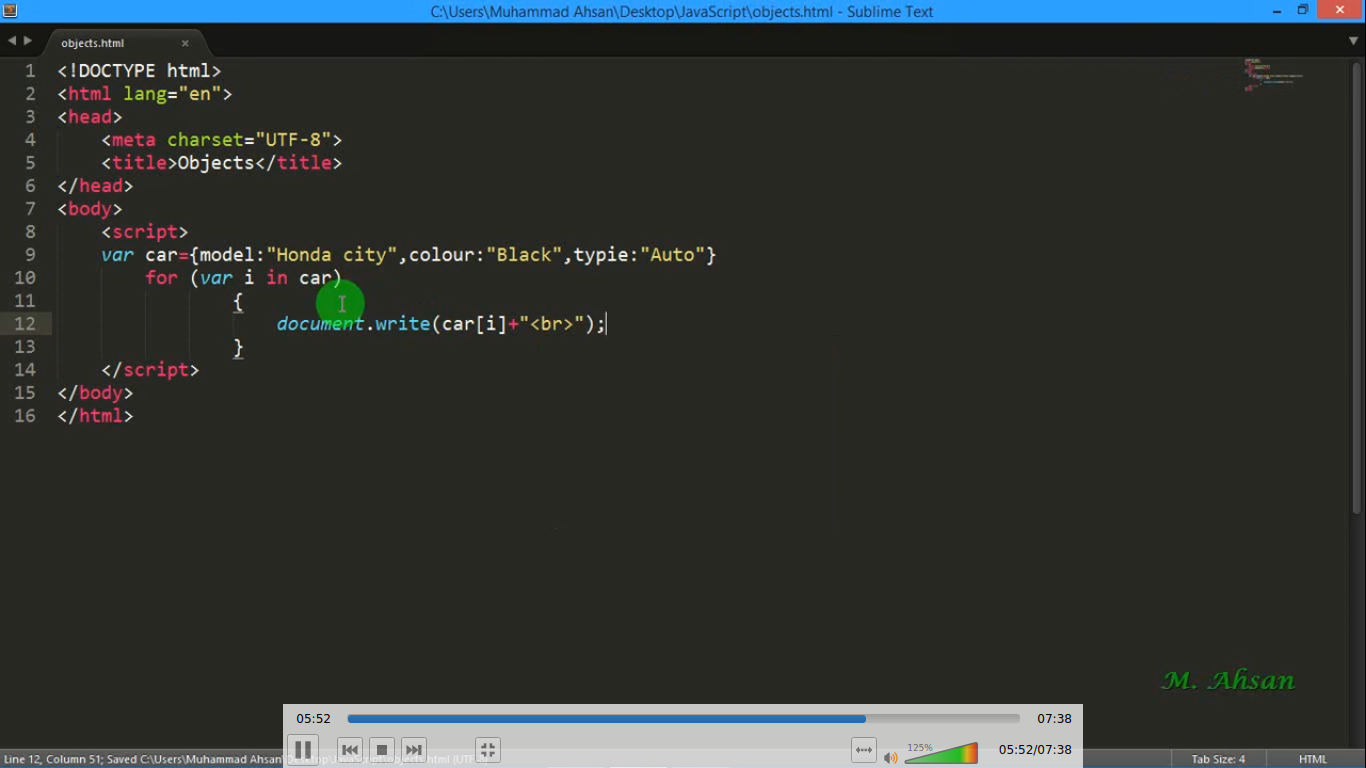 C:\Users\Muhammad Ahsan\Desktop\JavaScript\objects.html - Sublime Text
objects.html ×
1 <!DOCTYPE html>
2 <html lang="en">
3 <head>
4 <meta charset="UTF-8">
5 <title>Objects</title>
6 </head>
7 <body>
8 <script>
9 var car={model:"Honda city",colour:"Black",typie:"Auto"}
10 for (var i in car)
11 {
12 document.write(car[i]+"<br>");
13 }
14 </script>
15 </body>
16 </html>
M. Ahsan
05:52 07:38
125% 05:52/07:38
Line 12, Column 51; Saved C:\Users\Muhammad Ahsan\Desktop\JavaScript\objects.html (UTF-8) Tab Size: 4 HTML